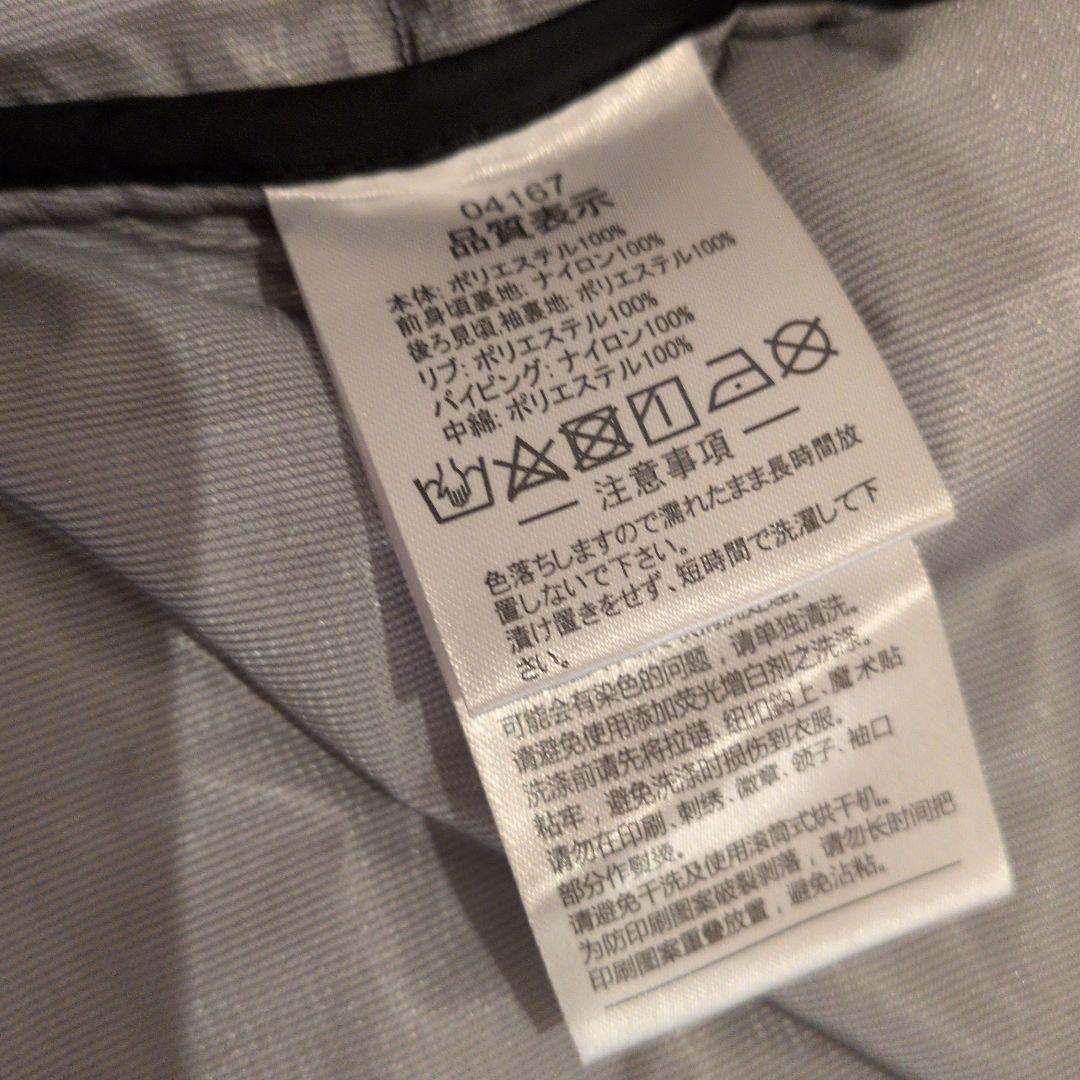 04167
品質表示
本体: ポリエステル100%
前身頃裏地: ナイロン100%
後ろ見頃,袖裏地: ポリエステル100%
リブ: ポリエステル100%
パイピング: ナイロン100%
中綿: ポリエステル100%
注意事項
色落ちしますので濡れたまま長時間放
置しないで下さい。
漬け置きをせず、短時間で洗濯して下
さい。
可能会有染色的问题，请单独清洗。
请避免使用添加荧光增白剂之洗涤。
洗涤前请先将拉链、纽扣钩上、魔术贴
粘牢，避免洗涤时损伤到衣服。
请勿在印刷、刺绣、徽章、领子、袖口
部分作熨烫。
请避免干洗及使用滚筒式烘干机。
为防印刷图案破裂剥落，请勿长时间把
印刷图案重叠放置，避免沾粘。